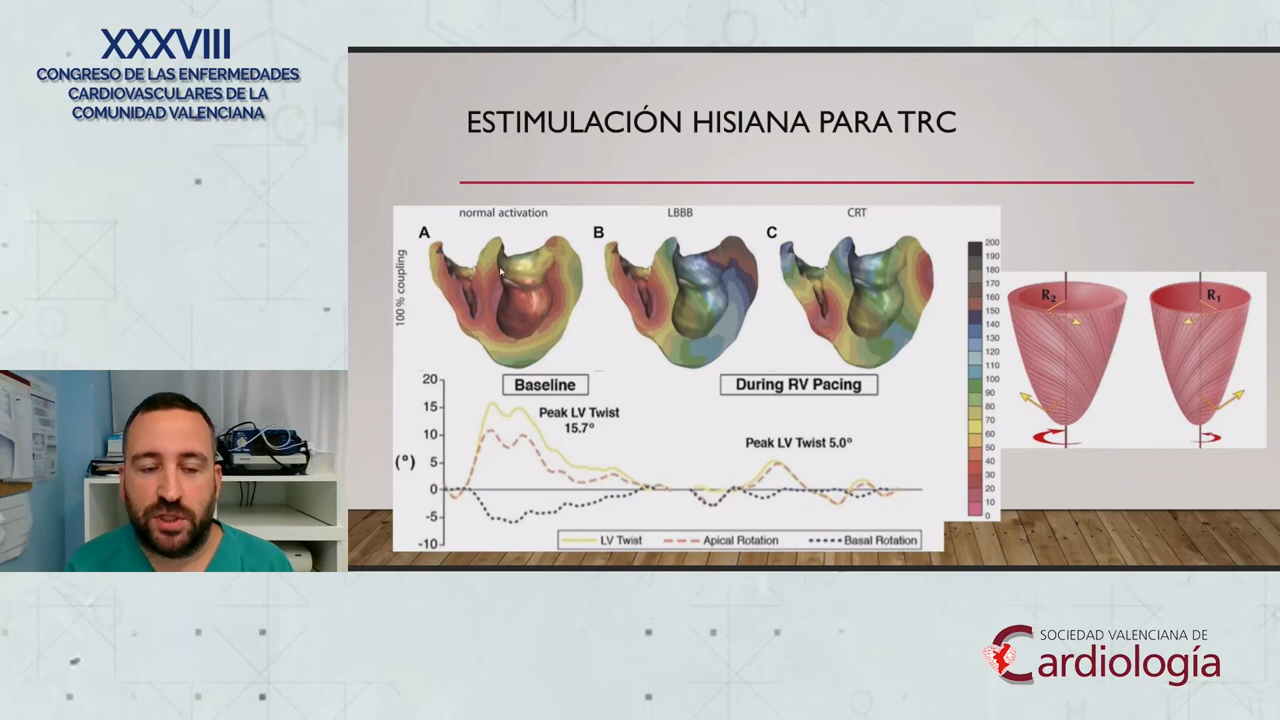 XXXVIII
CONGRESO DE LAS ENFERMEDADES
CARDIOVASCULARES DE LA
COMUNIDAD VALENCIANA
ESTIMULACIÓN HISIANA PARA TRC
normal activation
LBBB
CRT
A
B
C
100% coupling
200
190
180
170
160
150
140
130
120
110
100
90
80
70
60
50
40
30
20
10
0
R2
R1
Baseline
During RV Pacing
Peak LV Twist
15.7°
Peak LV Twist 5.0°
20
15
10
5
0
-5
-10
(°)
LV Twist
Apical Rotation
Basal Rotation
SOCIEDAD VALENCIANA DE
Cardiología